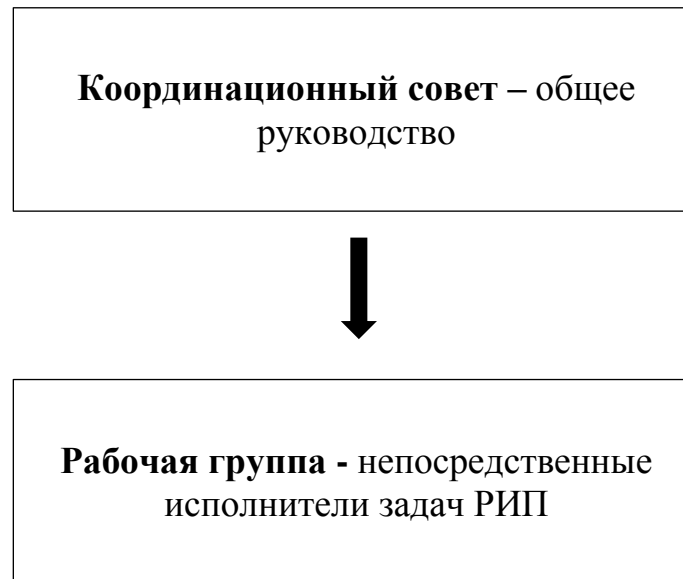 Координационный совет – общее
руководство
Рабочая группа - непосредственные
исполнители задач РИП